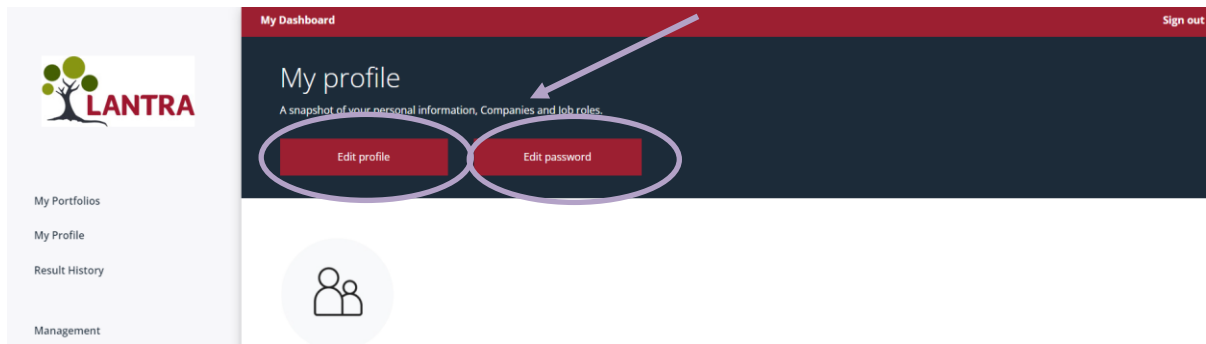 My Dashboard
Sign out
LANTRA
My profile
A snapshot of your personal information, Companies and Job roles.
Edit profile
Edit password
My Portfolios
My Profile
Result History
Management